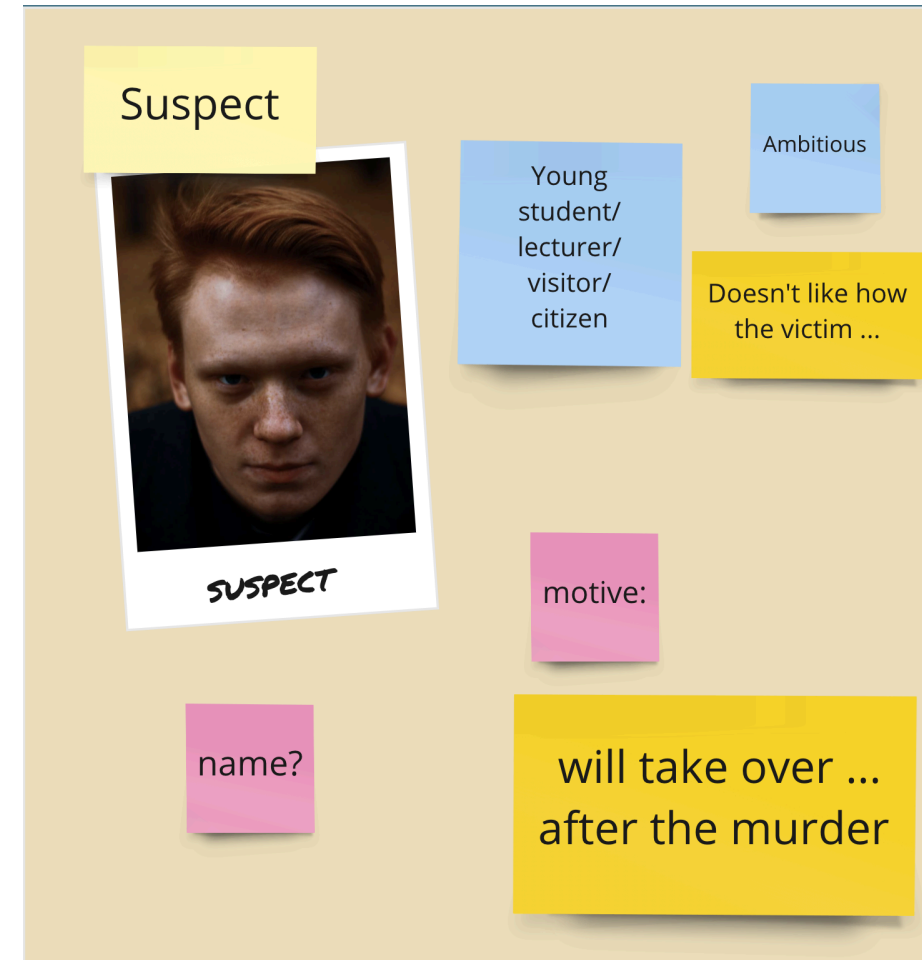 Suspect
Ambitious
Young
student/
lecturer/
visitor/
citizen
Doesn't like how
the victim ...
SUSPECT
motive:
name?
will take over ...
after the murder